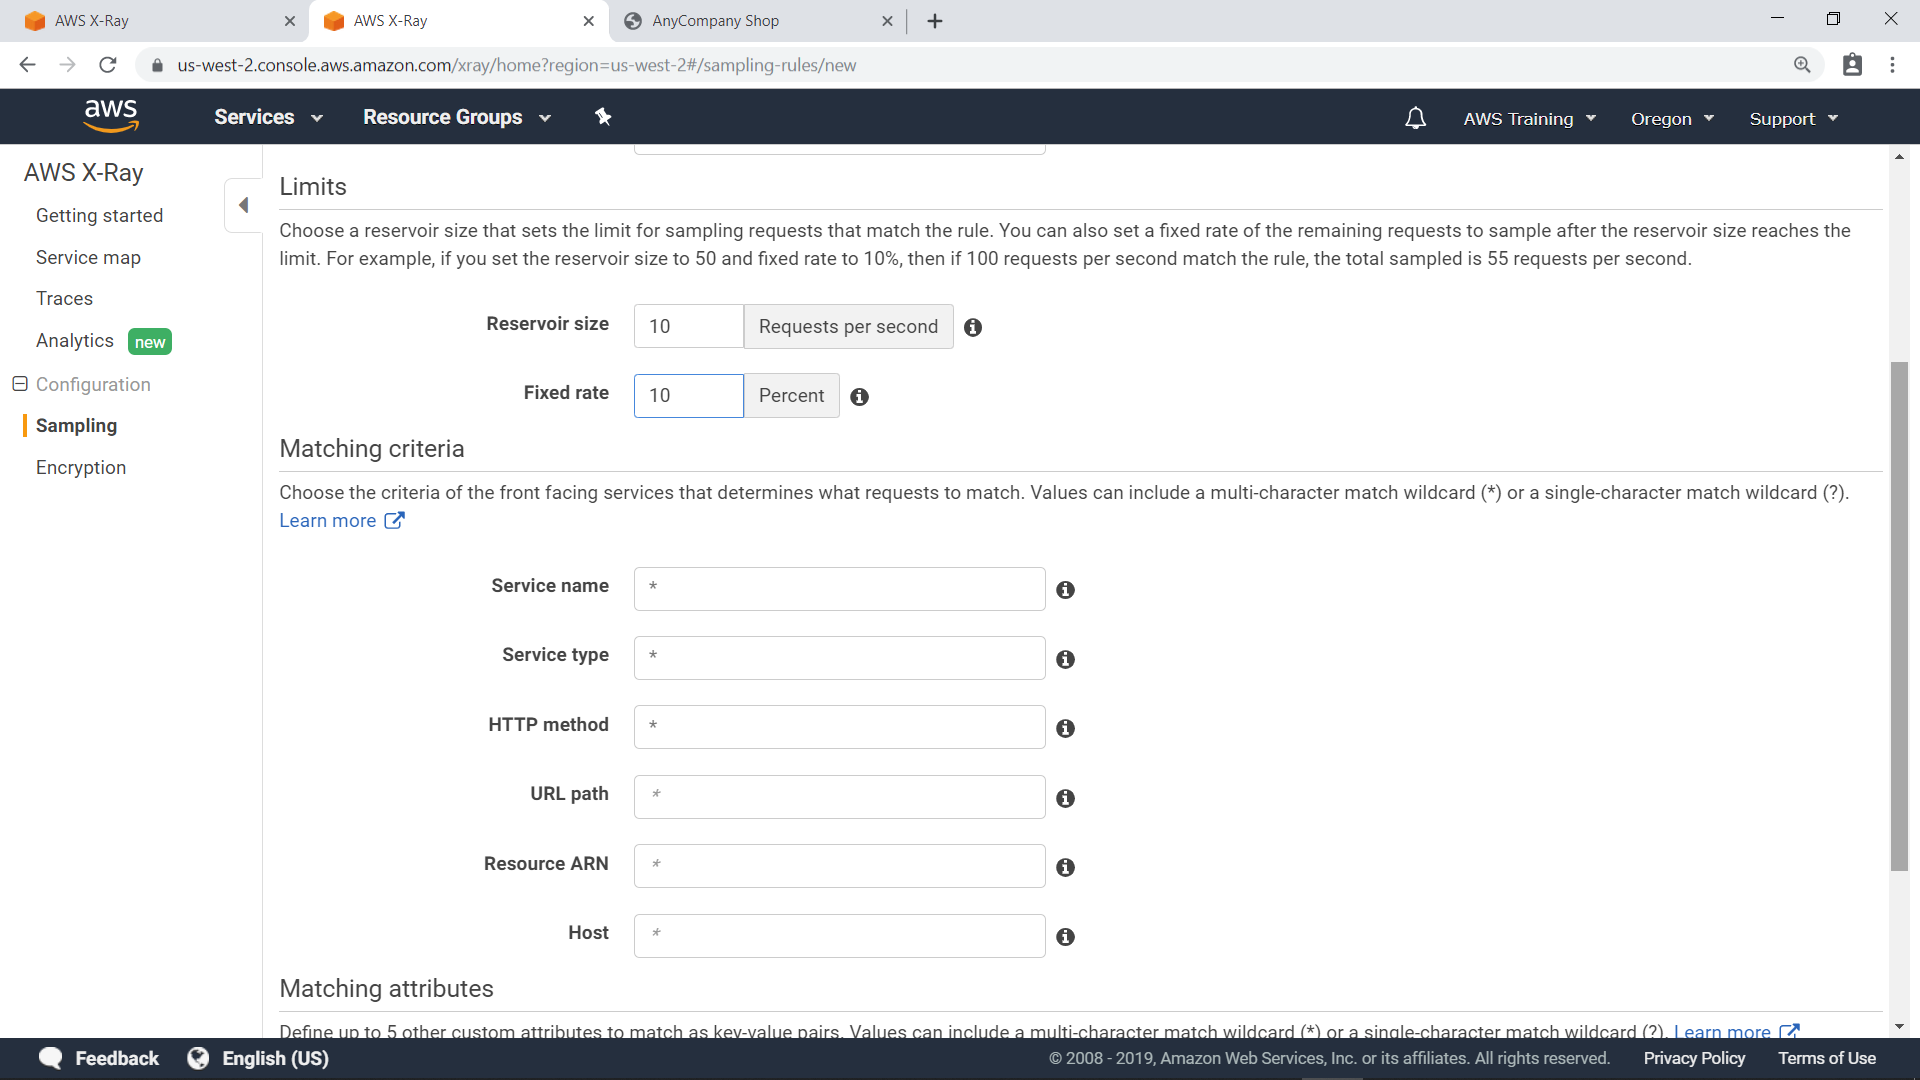 AWS X-Ray
AWS X-Ray
AnyCompany Shop
us-west-2.console.aws.amazon.com/xray/home?region=us-west-2#/sampling-rules/new
aws
Services
Resource Groups
AWS Training
Oregon
Support
AWS X-Ray
Getting started
Service map
Traces
Analytics new
Configuration
Sampling
Encryption
Limits
Choose a reservoir size that sets the limit for sampling requests that match the rule. You can also set a fixed rate of the remaining requests to sample after the reservoir size reaches the
limit. For example, if you set the reservoir size to 50 and fixed rate to 10%, then if 100 requests per second match the rule, the total sampled is 55 requests per second.
Reservoir size 10 Requests per second
Fixed rate 10 Percent
Matching criteria
Choose the criteria of the front facing services that determines what requests to match. Values can include a multi-character match wildcard (*) or a single-character match wildcard (?).
Learn more
Service name *
Service type *
HTTP method *
URL path *
Resource ARN *
Host *
Matching attributes
Define up to 5 other custom attributes to match as key-value pairs. Values can include a multi-character match wildcard (*) or a single-character match wildcard (?). Learn more
Feedback
English (US)
© 2008 - 2019, Amazon Web Services, Inc. or its affiliates. All rights reserved.
Privacy Policy
Terms of Use